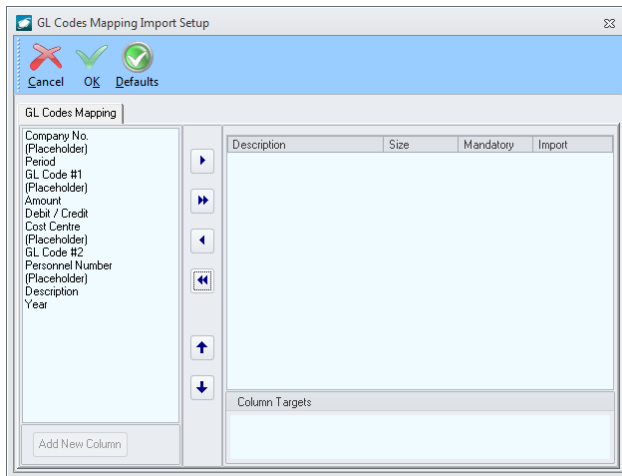 GL Codes Mapping Import Setup
Cancel OK Defaults
GL Codes Mapping
Company No.
(Placeholder)
Period
GL Code #1
(Placeholder)
Amount
Debit / Credit
Cost Centre
(Placeholder)
GL Code #2
Personnel Number
(Placeholder)
Description
Year
Add New Column
Description Size Mandatory Import
Column Targets